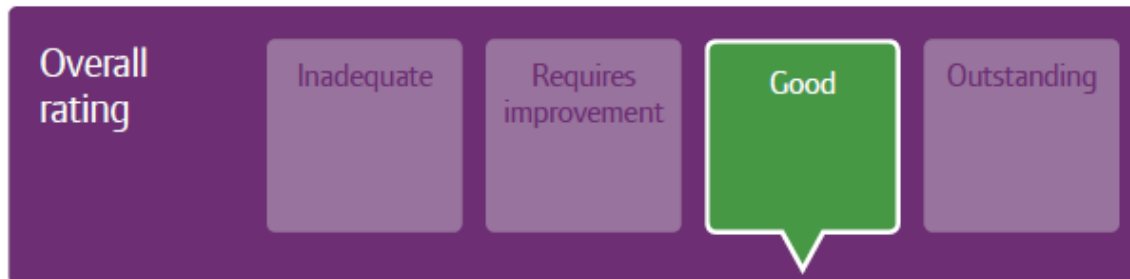 Overall
rating
Inadequate
Requires
improvement
Good
Outstanding